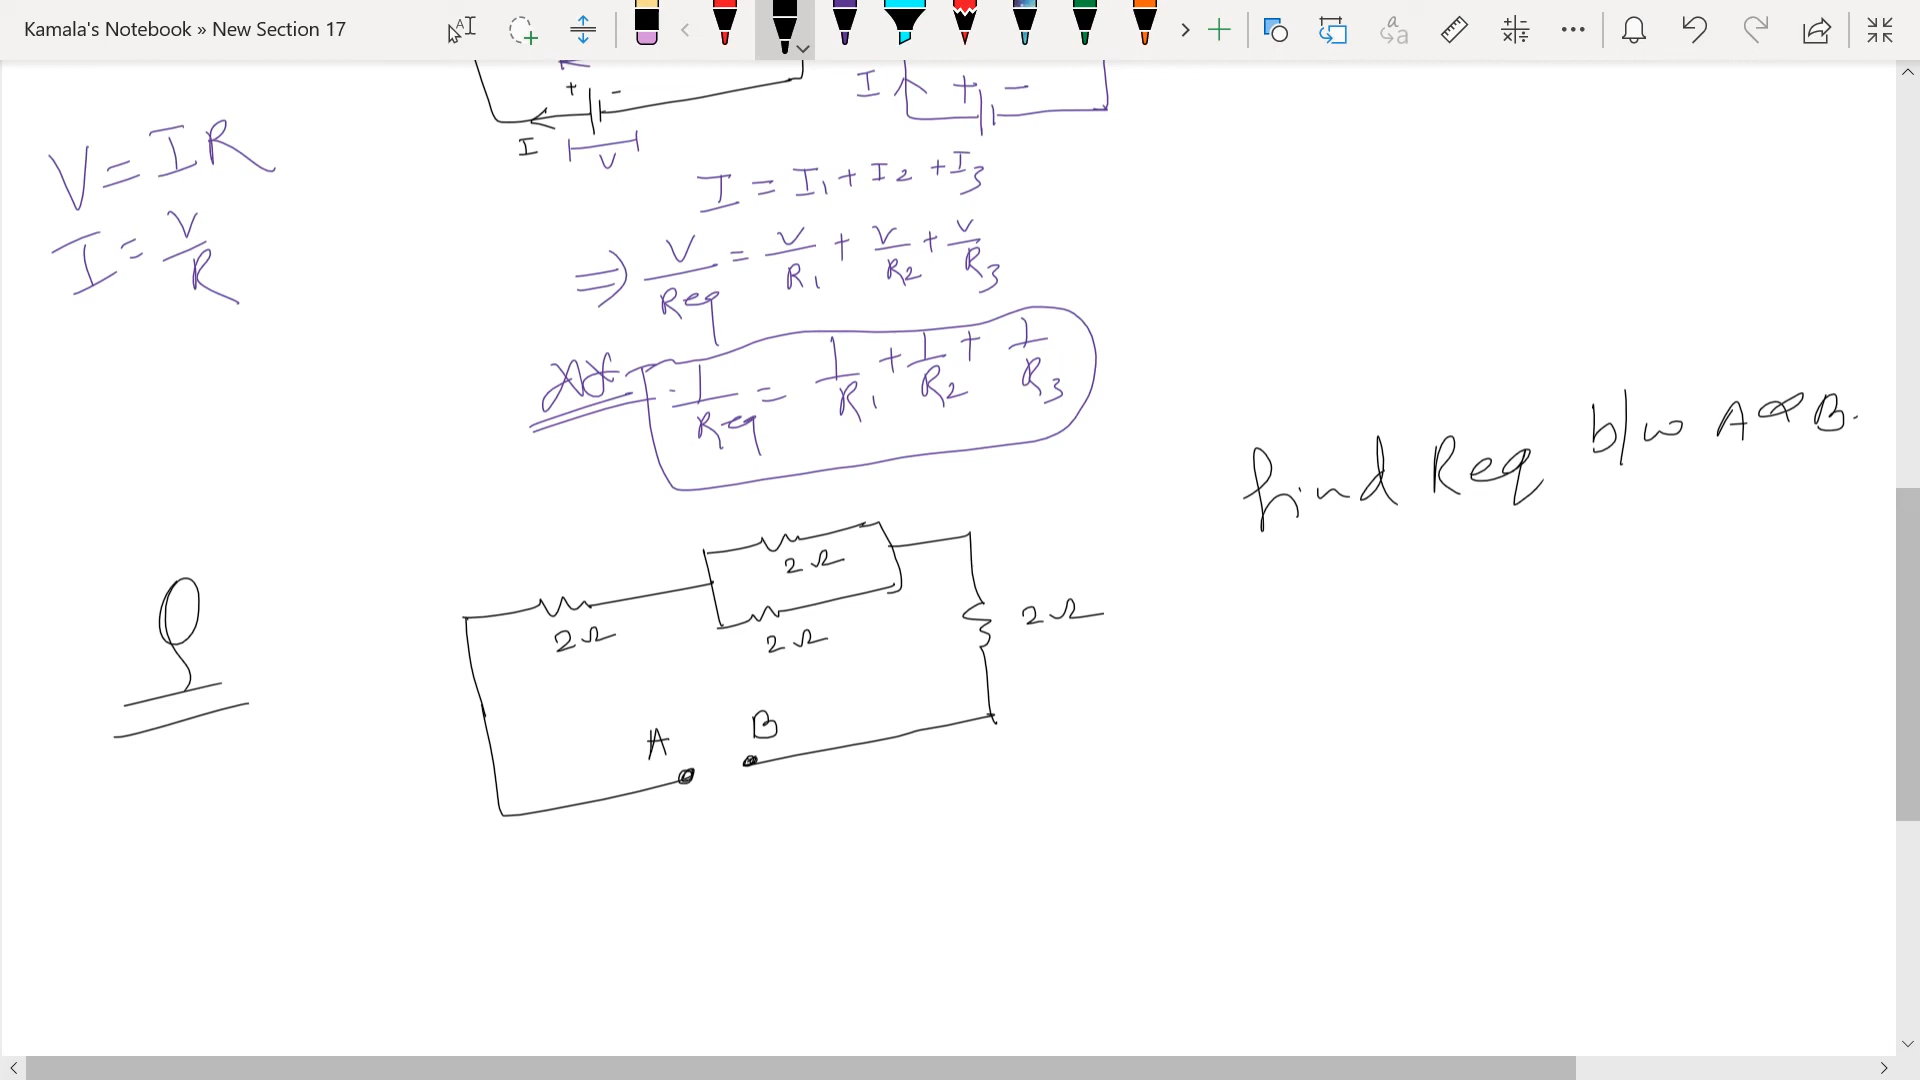 Kamala's Notebook » New Section 17
+ -
I
V
I + -
V = IR
I = V/R
I = I1 + I2 + I3
⇒ V/Req = V/R1 + V/R2 + V/R3
1/Req = 1/R1 + 1/R2 + 1/R3
find Req b/w A & B.
Q
2Ω
2Ω
2Ω
2Ω
A
B